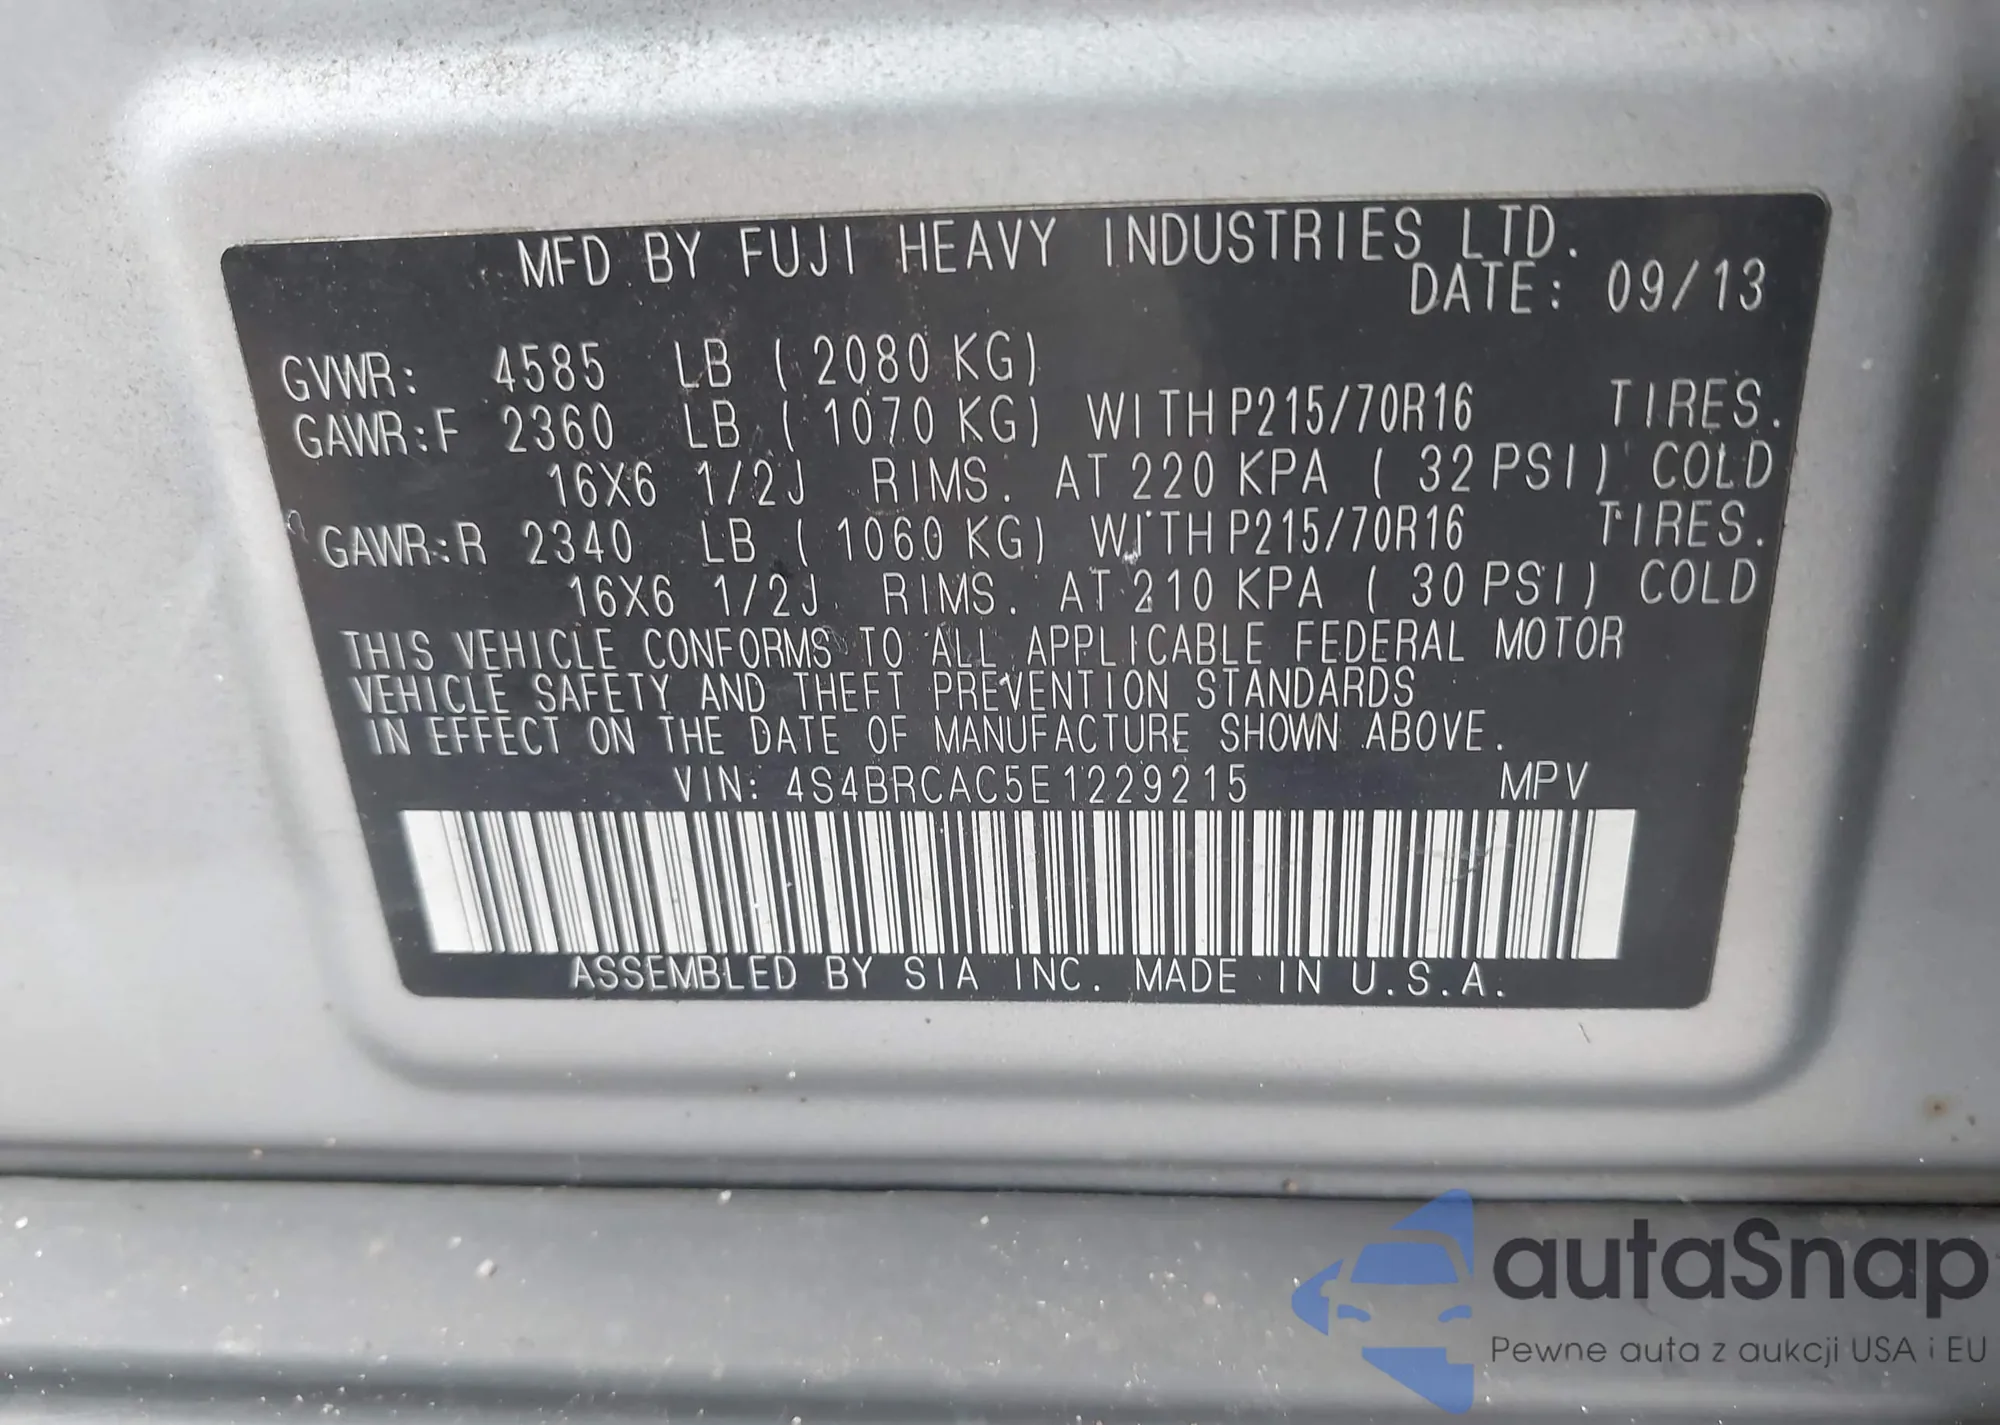 MFD BY FUJI HEAVY INDUSTRIES LTD.
DATE: 09/13
GVWR: 4585 LB ( 2080 KG)
GAWR:F 2360 LB ( 1070 KG) WITH P215/70R16 TIRES.
16X6 1/2J RIMS. AT 220 KPA ( 32 PSI) COLD
GAWR:R 2340 LB ( 1060 KG) WITH P215/70R16 TIRES.
16X6 1/2J RIMS. AT 210 KPA ( 30 PSI) COLD
THIS VEHICLE CONFORMS TO ALL APPLICABLE FEDERAL MOTOR
VEHICLE SAFETY AND THEFT PREVENTION STANDARDS
IN EFFECT ON THE DATE OF MANUFACTURE SHOWN ABOVE.
VIN: 4S4BRCAC5E1229215 MPV
ASSEMBLED BY SIA INC. MADE IN U.S.A.
autaSnap
Pewne auta z aukcji USA i EU